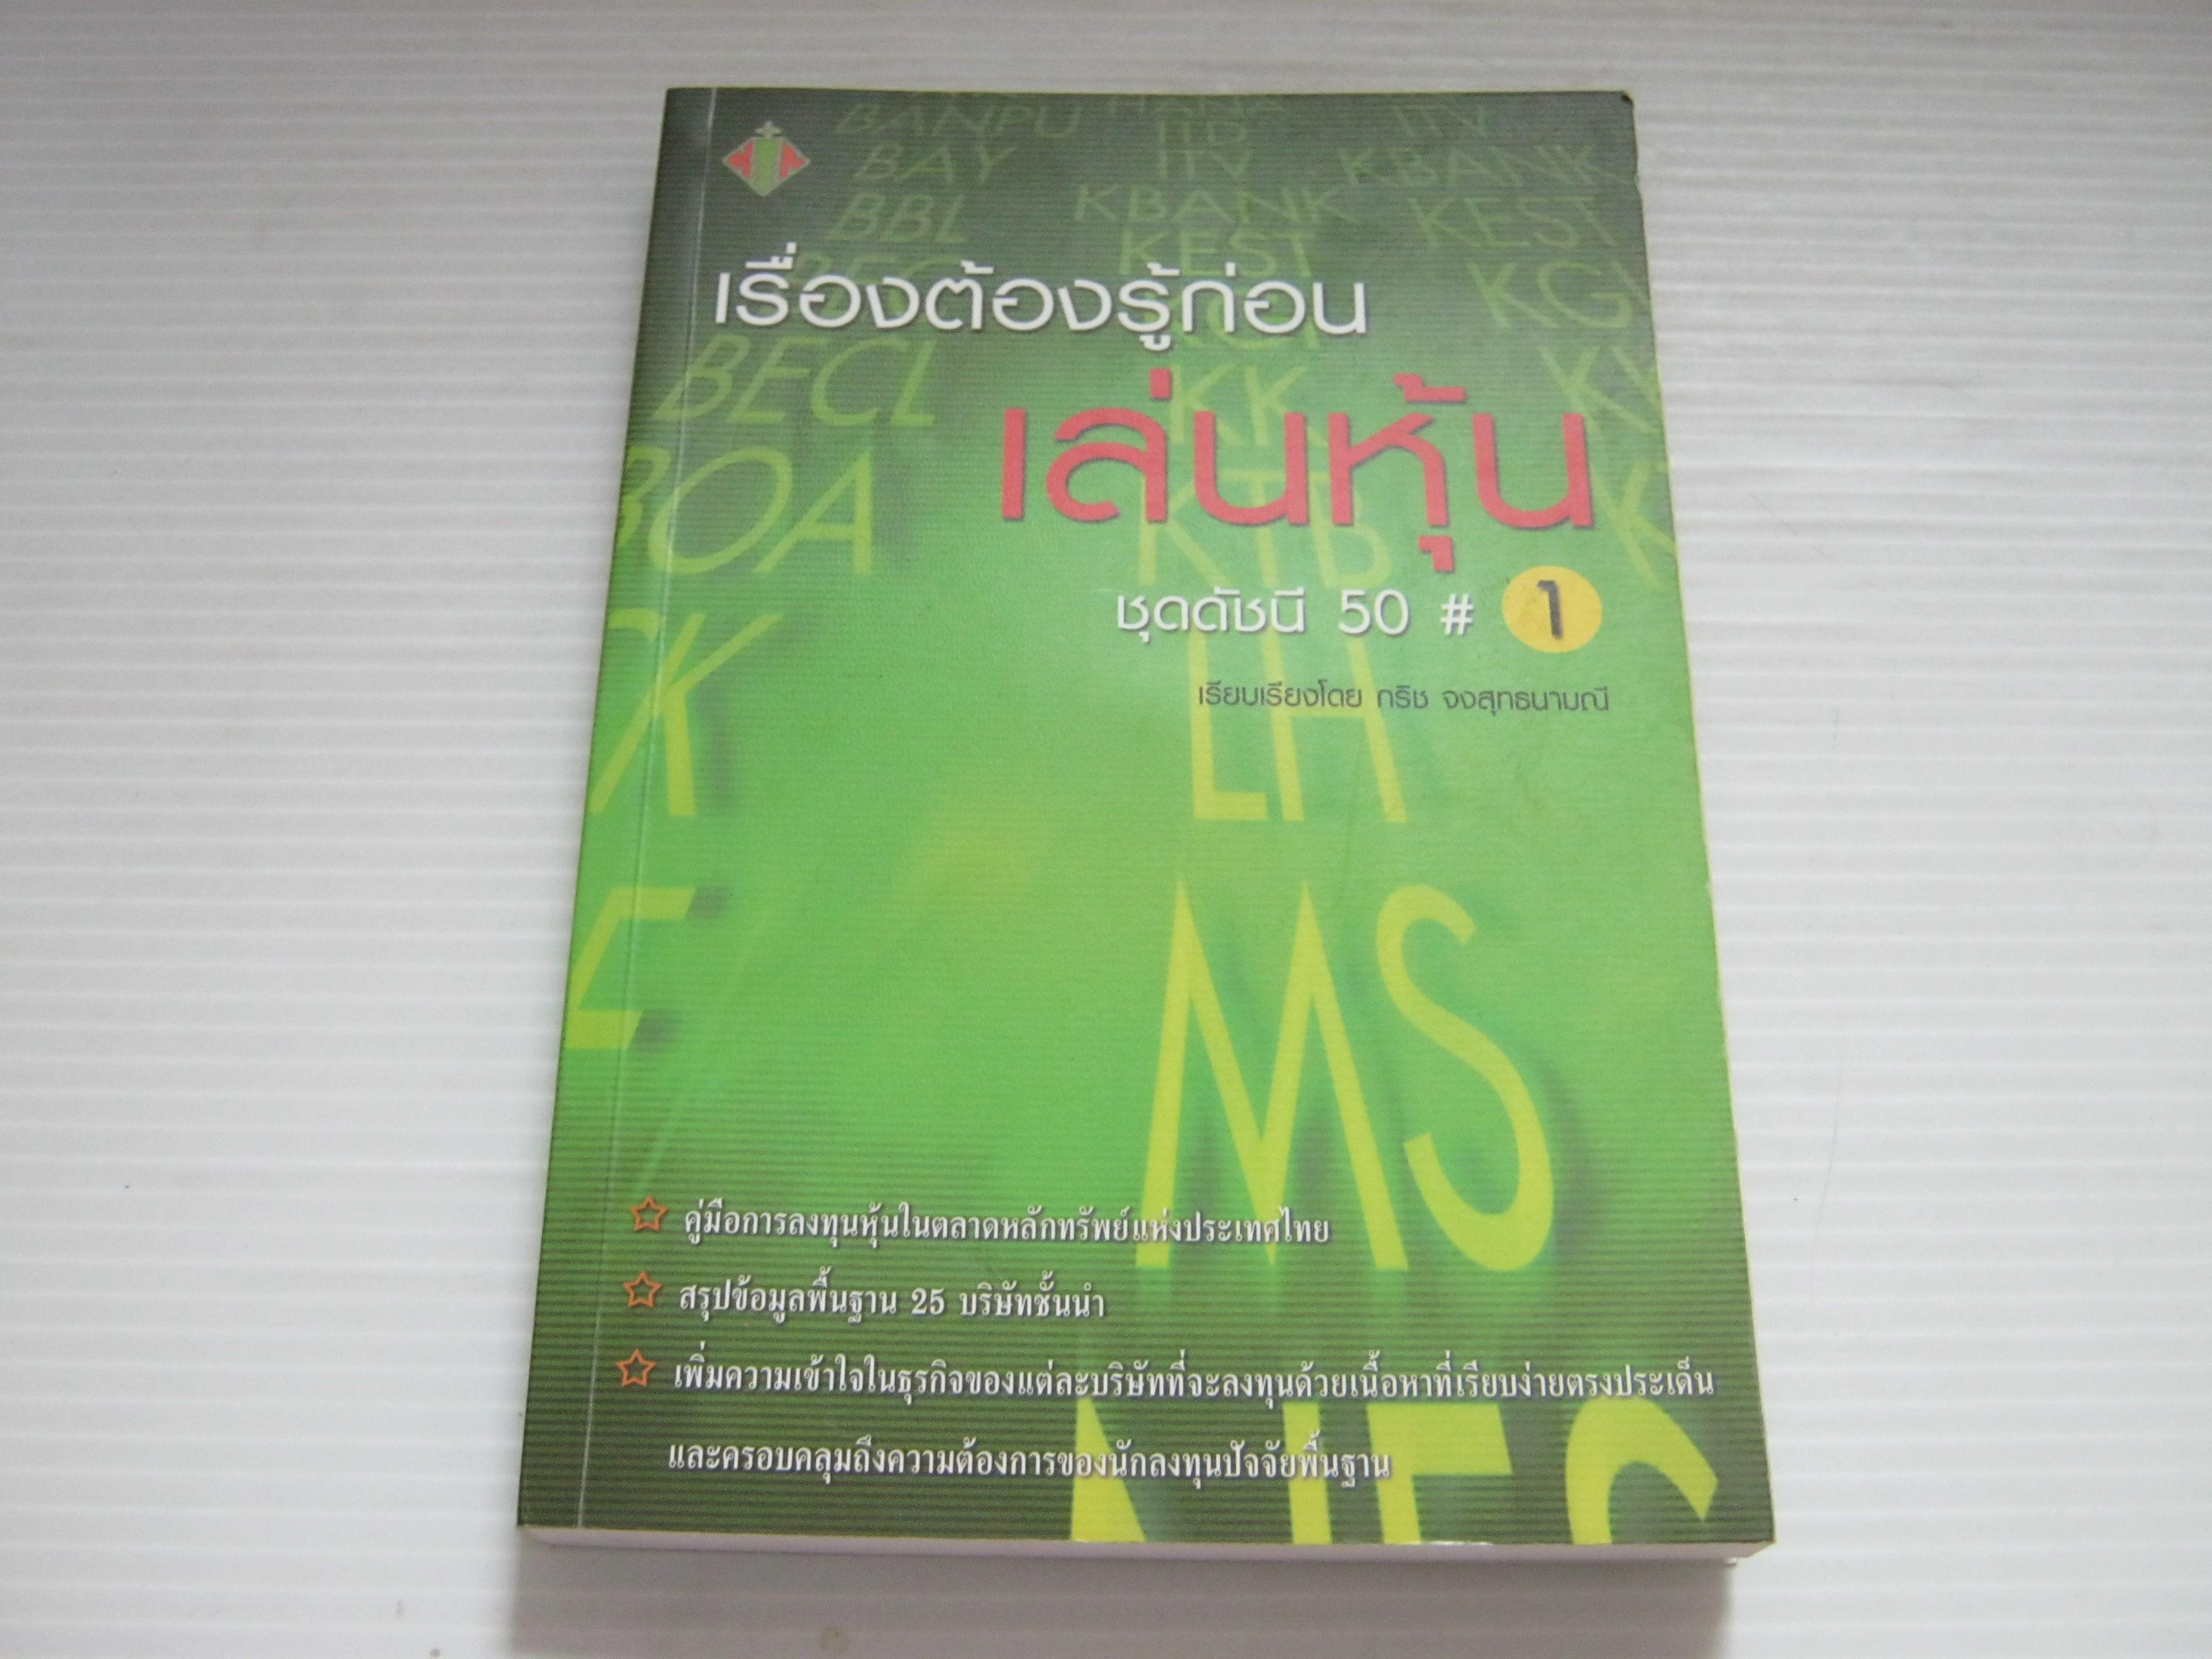 BANPU HANA ITV
BAY ITV KBANK
BBL KBANK KEST
KEST
เรื่องต้องรู้ก่อน
BECL KK
เล่นหุ้น
BOA KTB
ชุดดัชนี 50 # 1
LH
เรียบเรียงโดย กริช จงสุทธนามณี
MS
คู่มือการลงทุนหุ้นในตลาดหลักทรัพย์แห่งประเทศไทย
สรุปข้อมูลพื้นฐาน 25 บริษัทชั้นนำ
เพิ่มความเข้าใจในธุรกิจของแต่ละบริษัทที่จะลงทุนด้วยเนื้อหาที่เรียบง่ายตรงประเด็น
และครอบคลุมถึงความต้องการของนักลงทุนปัจจัยพื้นฐาน